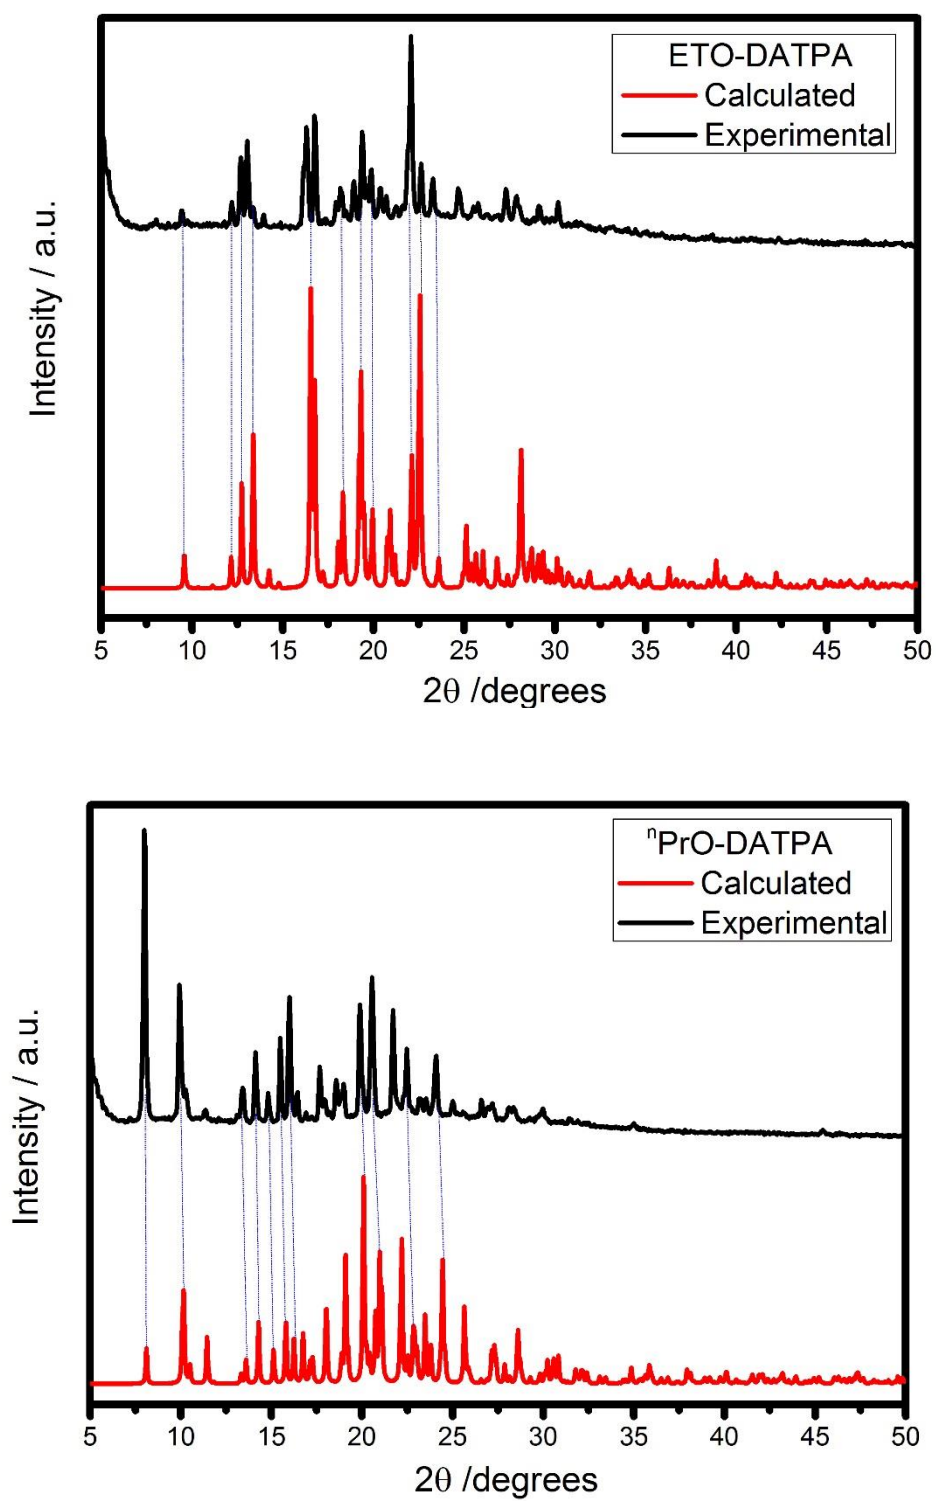 ETO-DATPA
Calculated
Experimental
Intensity / a.u.
5 10 15 20 25 30 35 40 45 50
2θ /degrees
ⁿPrO-DATPA
Calculated
Experimental
Intensity / a.u.
5 10 15 20 25 30 35 40 45 50
2θ /degrees